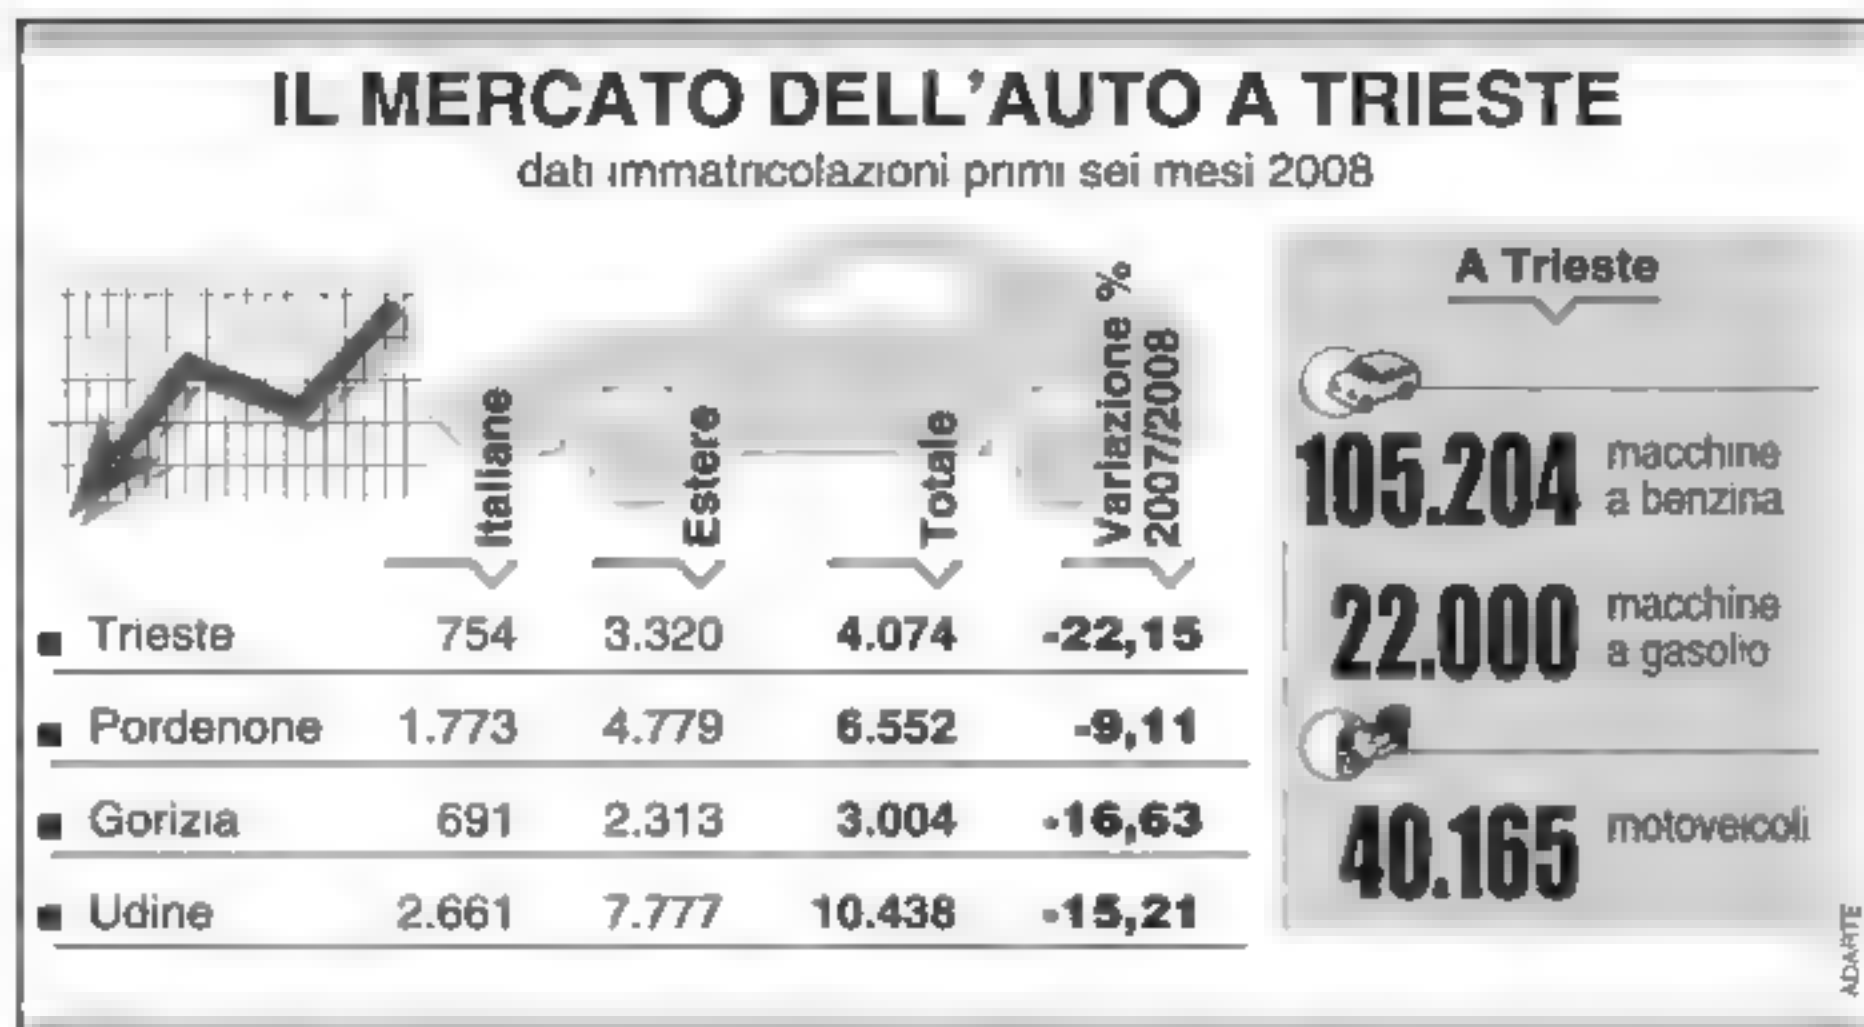 IL MERCATO DELL'AUTO A TRIESTE
dati immatricolazioni primi sei mesi 2008
Italiane
Estere
Totale
Variazione %
2007/2008
Trieste 754 3.320 4.074 -22,15
Pordenone 1.773 4.779 6.552 -9,11
Gorizia 691 2.313 3.004 -16,63
Udine 2.661 7.777 10.438 -15,21
A Trieste
105.204 macchine
a benzina
22.000 macchine
a gasolio
40.165 motoveicoli
ADARTE